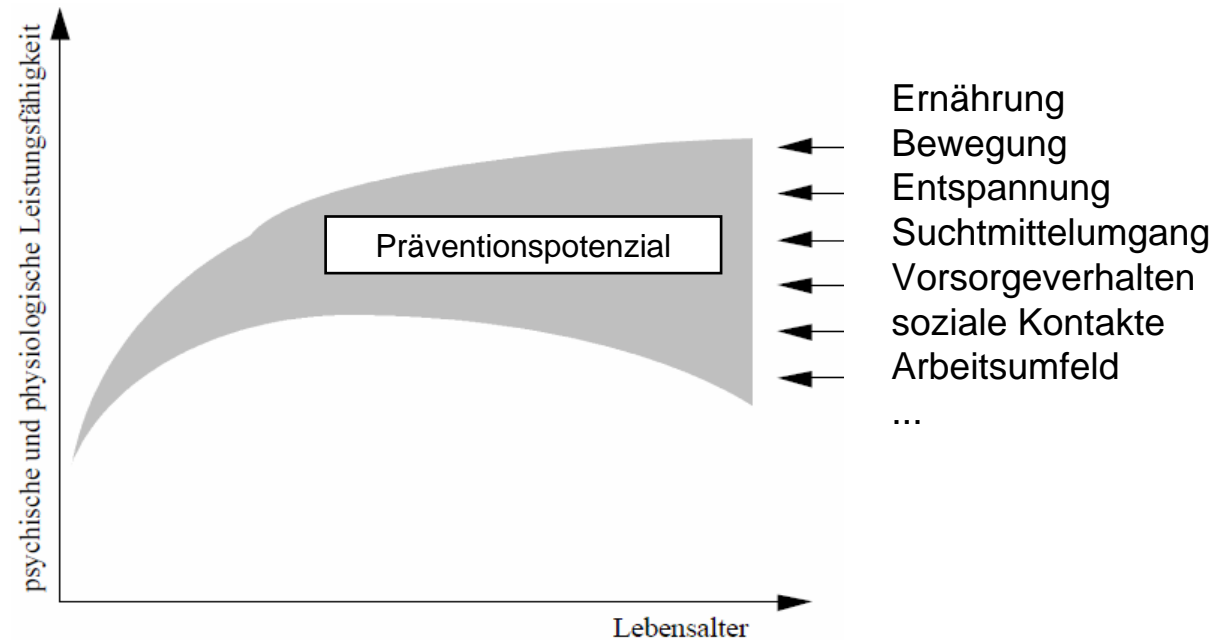 psychische und physiologische Leistungsfähigkeit
Präventionspotenzial
Lebensalter
Ernährung
Bewegung
Entspannung
Suchtmittelumgang
Vorsorgeverhalten
soziale Kontakte
Arbeitsumfeld
...